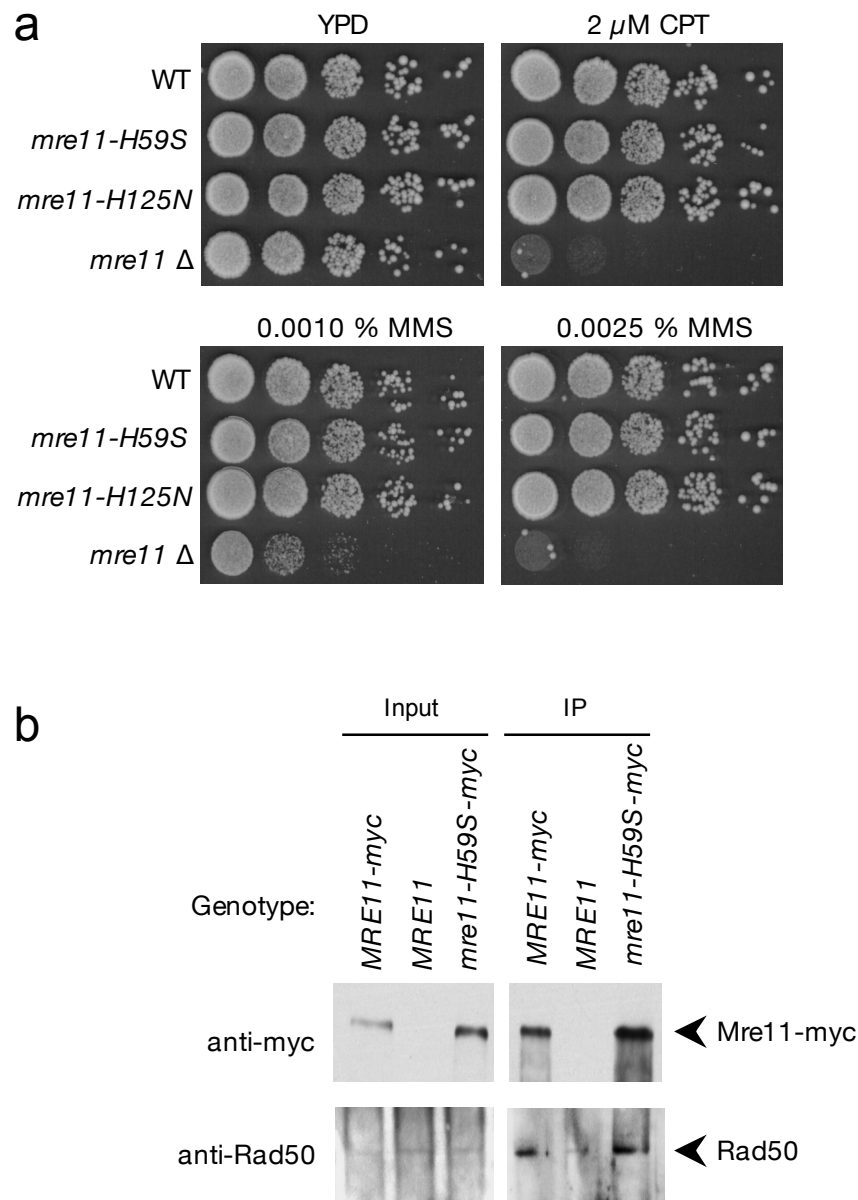 a
YPD
2 µM CPT
WT
mre11-H59S
mre11-H125N
mre11 Δ
0.0010 % MMS
0.0025 % MMS
WT
mre11-H59S
mre11-H125N
mre11 Δ
b
Input
IP
Genotype:
MRE11-myc
MRE11
mre11-H59S-myc
MRE11-myc
MRE11
mre11-H59S-myc
anti-myc
Mre11-myc
anti-Rad50
Rad50